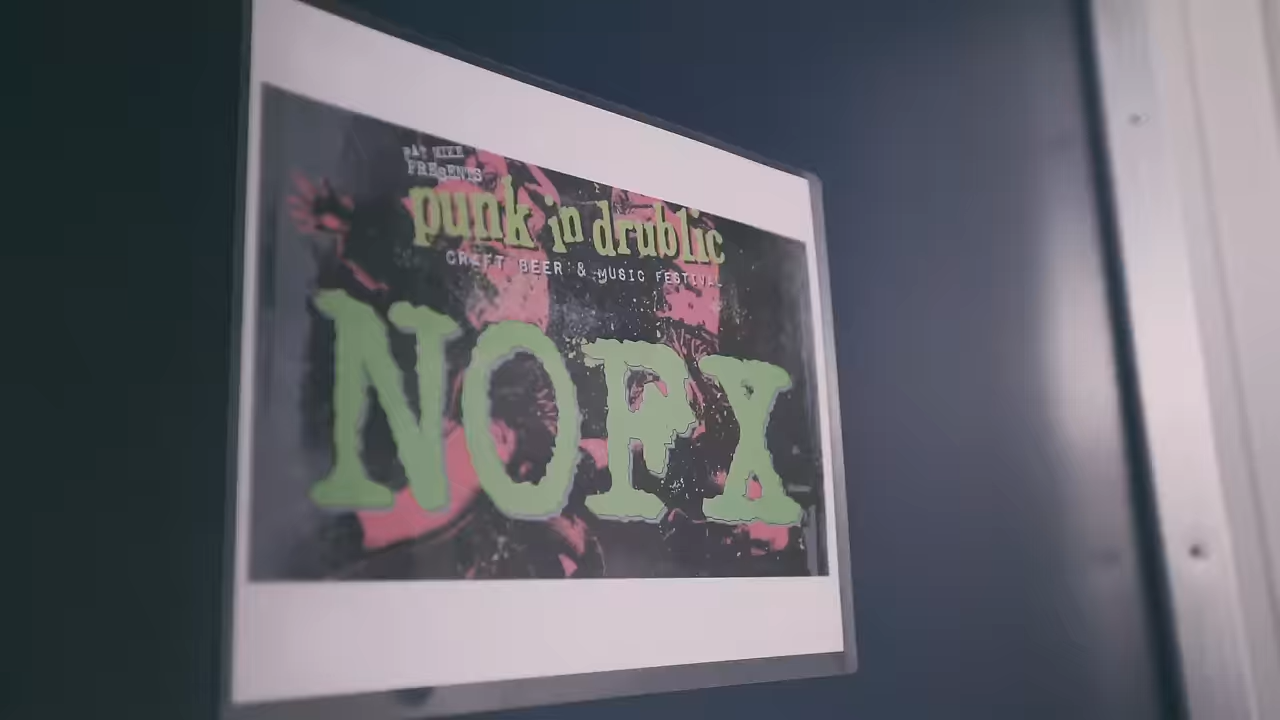 FAT MIKE
PRESENTS
punk in drublic
CRAFT BEER & MUSIC FESTIVAL
NOFX